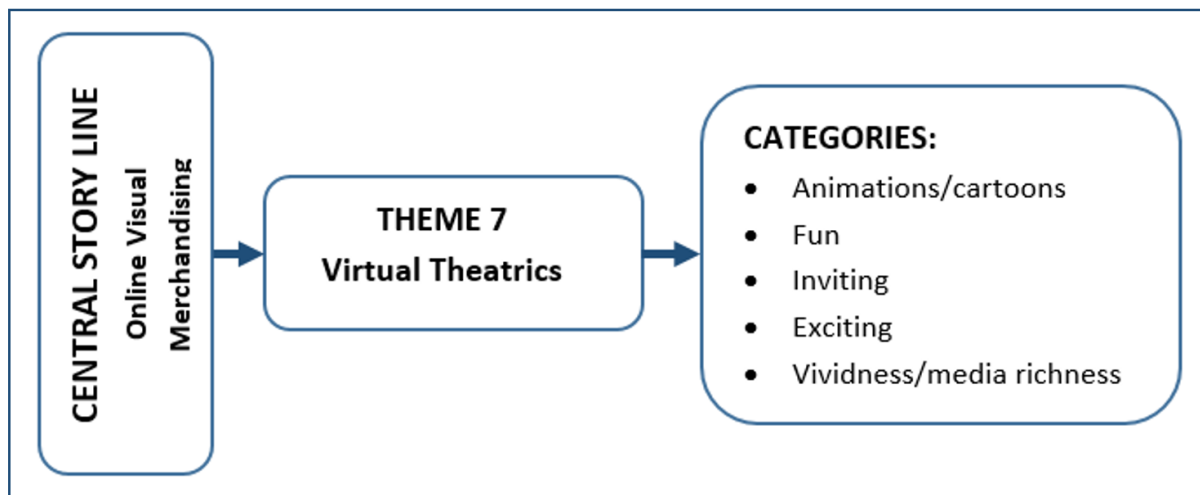 CENTRAL STORY LINE
Online Visual
Merchandising
THEME 7
Virtual Theatrics
CATEGORIES:
• Animations/cartoons
• Fun
• Inviting
• Exciting
• Vividness/media richness